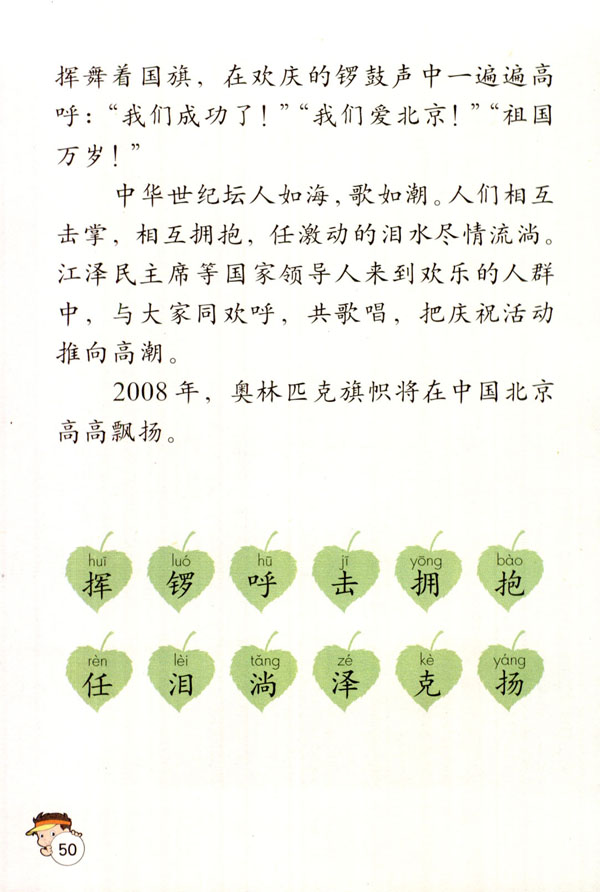 挥舞着国旗，在欢庆的锣鼓声中一遍遍高
呼：“我们成功了！”“我们爱北京！”“祖国
万岁！”
中华世纪坛人如海，歌如潮。人们相互
击掌，相互拥抱，任激动的泪水尽情流淌。
江泽民主席等国家领导人来到欢乐的人群
中，与大家同欢呼，共歌唱，把庆祝活动
推向高潮。
2008年，奥林匹克旗帜将在中国北京
高高飘扬。
huī luó hū jī yōng bào
挥 锣 呼 击 拥 抱
rèn lèi tǎng zé kè yáng
任 泪 淌 泽 克 扬
50